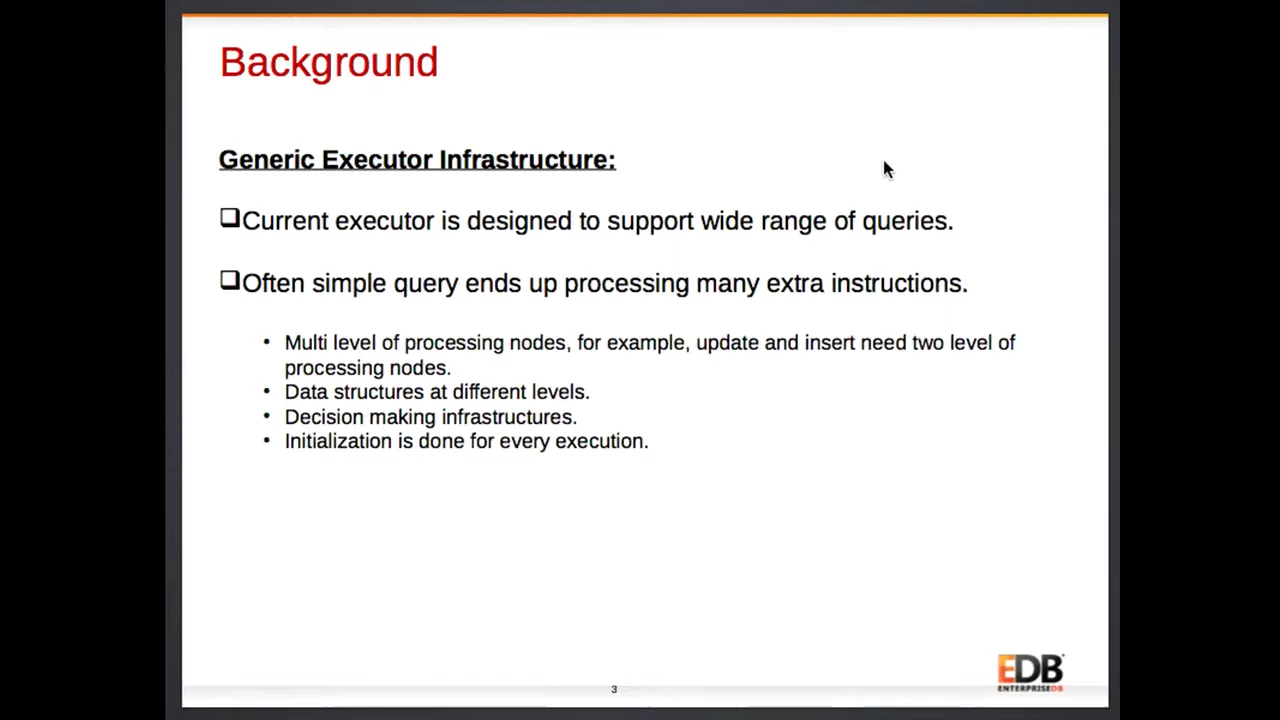 Background
Generic Executor Infrastructure:
❑Current executor is designed to support wide range of queries.
❑Often simple query ends up processing many extra instructions.
• Multi level of processing nodes, for example, update and insert need two level of
processing nodes.
• Data structures at different levels.
• Decision making infrastructures.
• Initialization is done for every execution.
EDB
ENTERPRISEDB
3